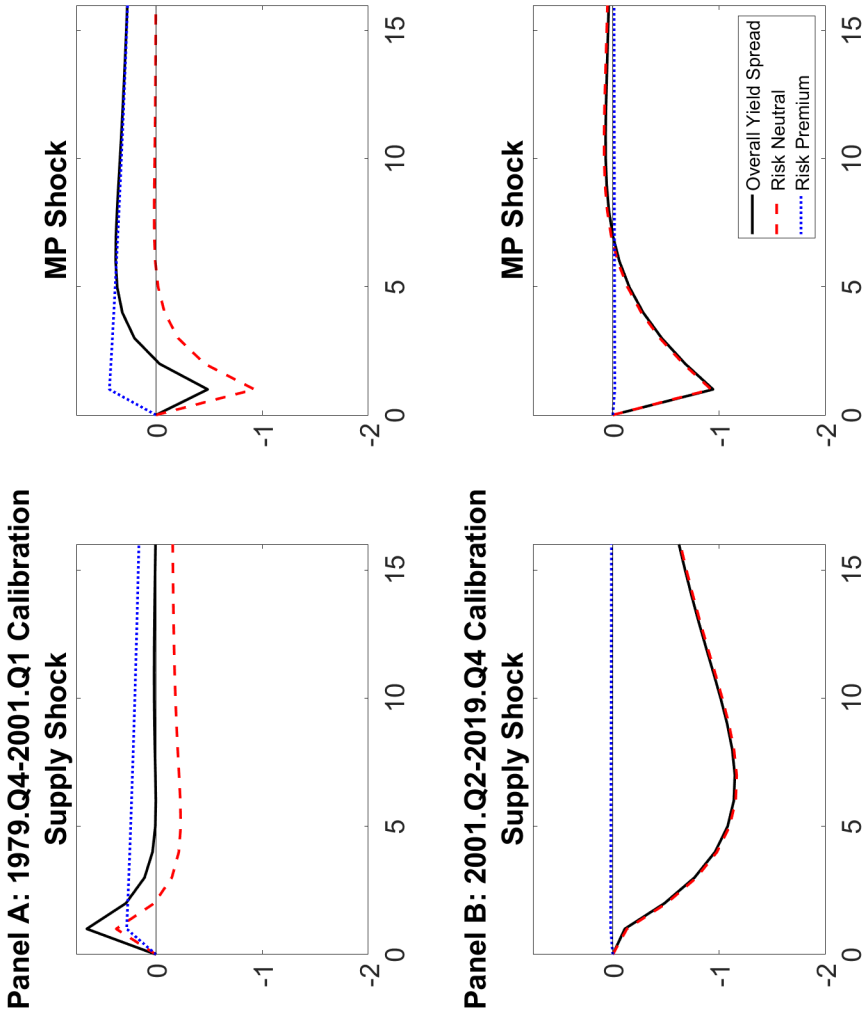 Panel A: 1979.Q4-2001.Q1 Calibration
Supply Shock
0
-1
-2
0 5 10 15
MP Shock
0
-1
-2
0 5 10 15
Panel B: 2001.Q2-2019.Q4 Calibration
Supply Shock
0
-1
-2
0 5 10 15
MP Shock
0
-1
-2
0 5 10 15
Overall Yield Spread
Risk Neutral
Risk Premium